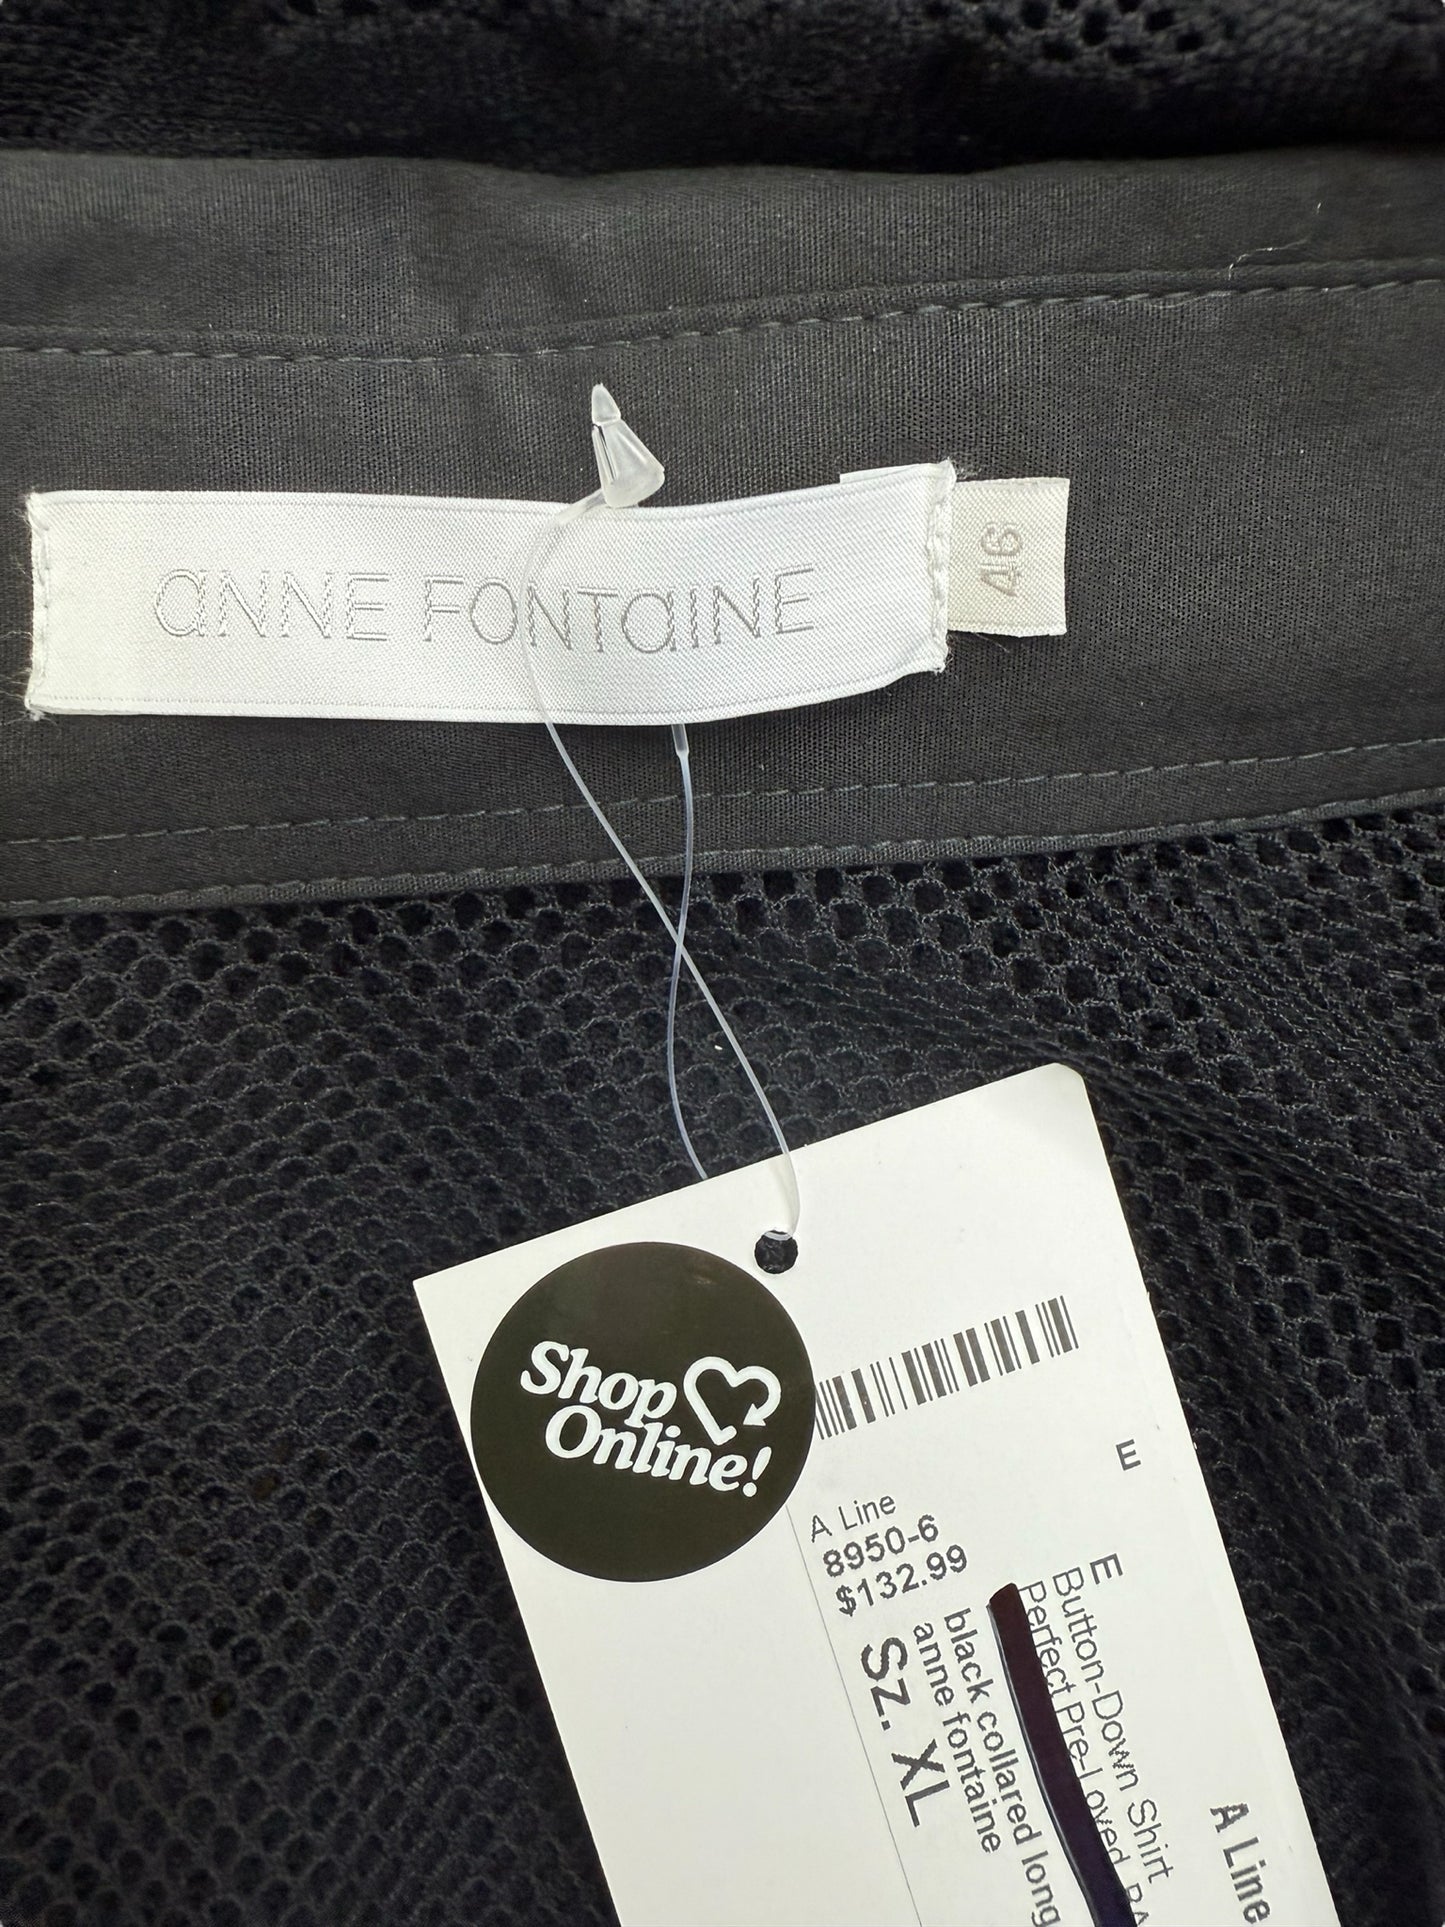 aNNE FONTaINE
46
Shop
Online!
E
A Line
8950-6
$132.99
E
Button-Down Shirt
Perfect Pre-Loved
black collared long
anne fontaine
Sz. XL
A Line